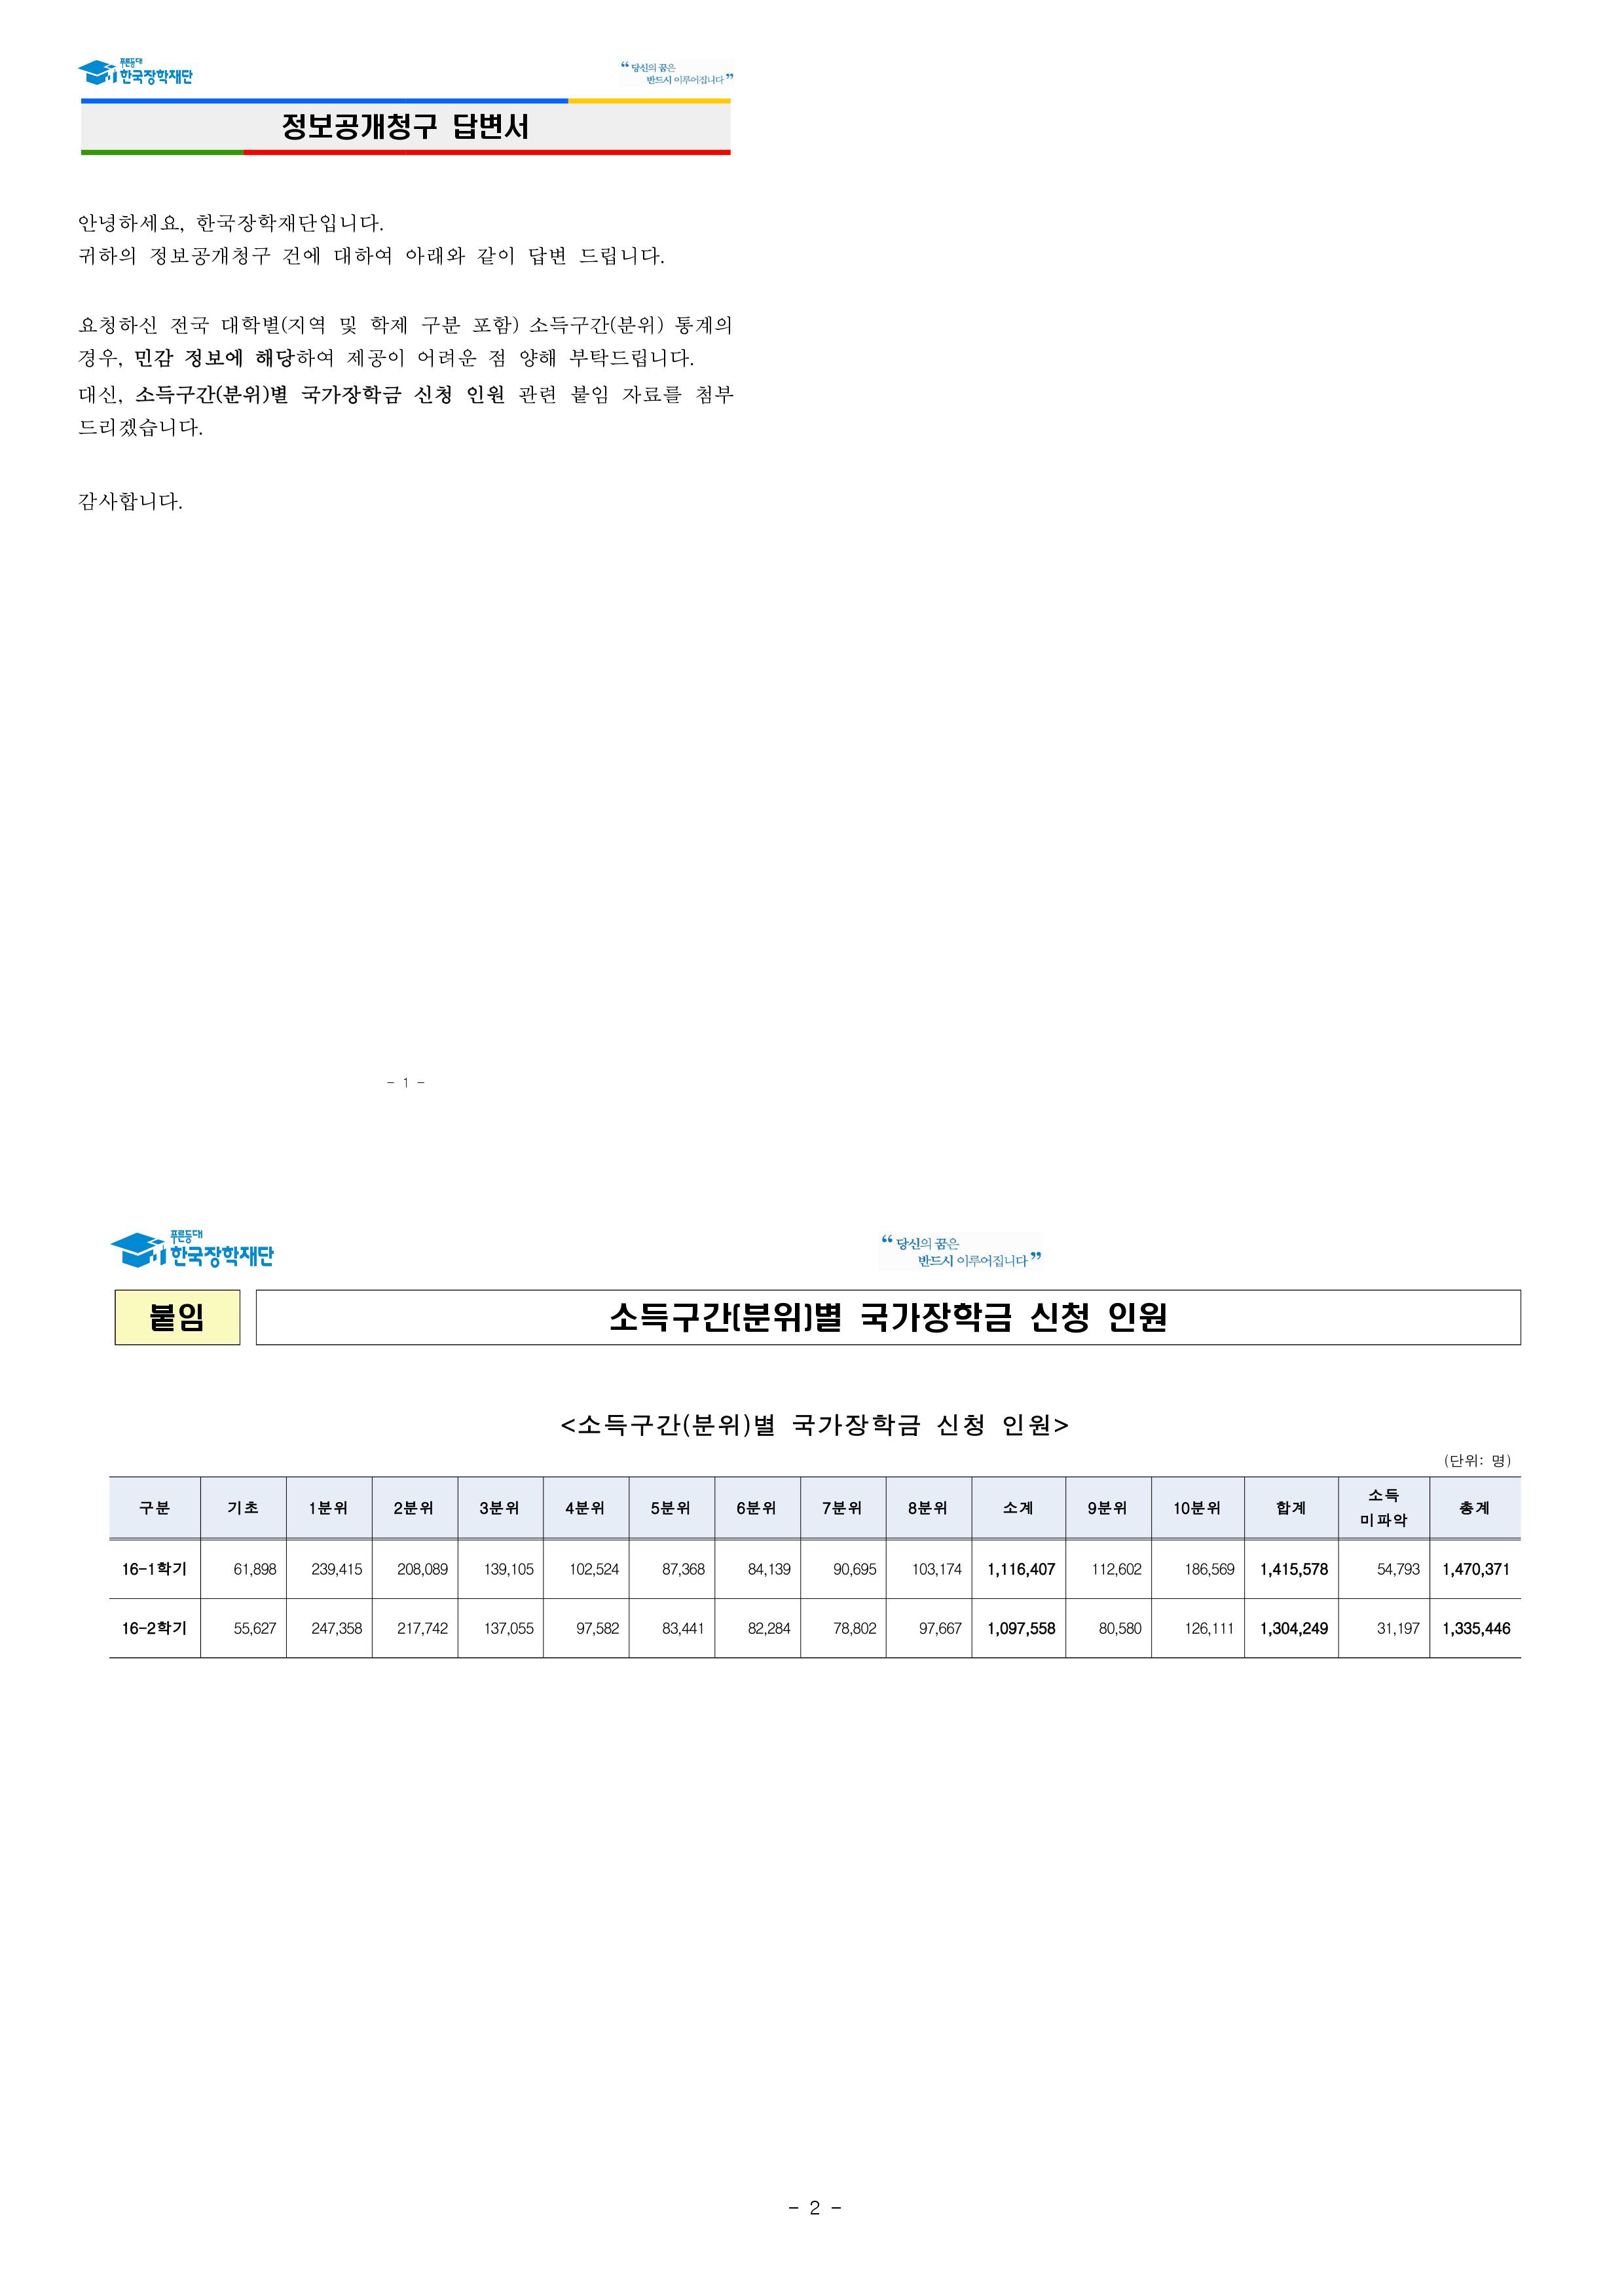 푸른등대
한국장학재단
“ 당신의 꿈은
반드시 이루어집니다 ”
정보공개청구 답변서
안녕하세요, 한국장학재단입니다.
귀하의 정보공개청구 건에 대하여 아래와 같이 답변 드립니다.
요청하신 전국 대학별(지역 및 학제 구분 포함) 소득구간(분위) 통계의
경우, 민감 정보에 해당하여 제공이 어려운 점 양해 부탁드립니다.
대신, 소득구간(분위)별 국가장학금 신청 인원 관련 붙임 자료를 첨부
드리겠습니다.
감사합니다.
- 1 -
푸른등대
한국장학재단
“ 당신의 꿈은
반드시 이루어집니다 ”
붙임 소득구간(분위)별 국가장학금 신청 인원
<소득구간(분위)별 국가장학금 신청 인원>
(단위: 명)
구분 기초 1분위 2분위 3분위 4분위 5분위 6분위 7분위 8분위 소계 9분위 10분위 합계 소득 미파악 총계
16-1학기 61,898 239,415 208,089 139,105 102,524 87,368 84,139 90,695 103,174 1,116,407 112,602 186,569 1,415,578 54,793 1,470,371
16-2학기 55,627 247,358 217,742 137,055 97,582 83,441 82,284 78,802 97,667 1,097,558 80,580 126,111 1,304,249 31,197 1,335,446
- 2 -